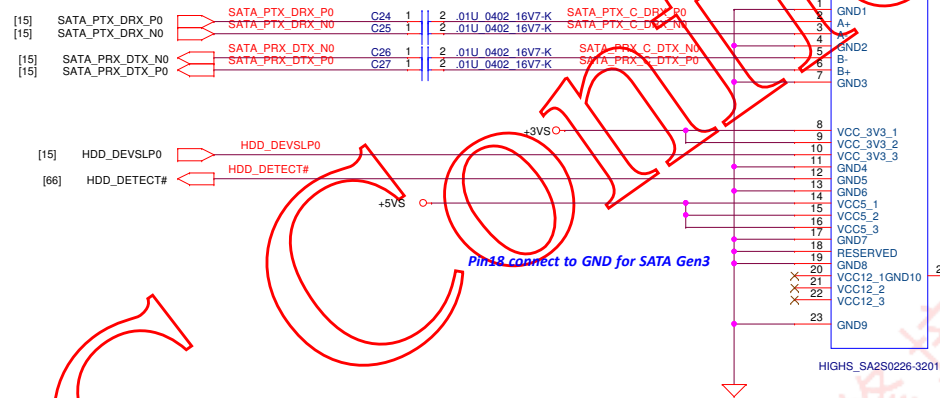 [15] SATA_PTX_DRX_P0 SATA_PTX_DRX_P0 C24 1 2 .01U_0402_16V7-K SATA_PTX_C_DRX_P0
[15] SATA_PTX_DRX_N0 SATA_PTX_DRX_N0 C25 1 2 .01U_0402_16V7-K SATA_PTX_C_DRX_N0
[15] SATA_PRX_DTX_N0 SATA_PRX_DTX_N0 C26 1 2 .01U_0402_16V7-K SATA_PRX_C_DTX_N0
[15] SATA_PRX_DTX_P0 SATA_PRX_DTX_P0 C27 1 2 .01U_0402_16V7-K SATA_PRX_C_DTX_P0
1 GND1
2 A+
3 A-
4 GND2
5 B-
6 B+
7 GND3
+3VS
8 VCC_3V3_1
9 VCC_3V3_2
[15] HDD_DEVSLP0 HDD_DEVSLP0 10 VCC_3V3_3
11 GND4
[66] HDD_DETECT# HDD_DETECT# 12 GND5
13 GND6
+5VS 14 VCC5_1
15 VCC5_2
16 VCC5_3
17 GND7
18 RESERVED
Pin18 connect to GND for SATA Gen3
19 GND8
20 VCC12_1 GND10
21 VCC12_2
22 VCC12_3
23 GND9
HIGHS_SA2S0226-3201